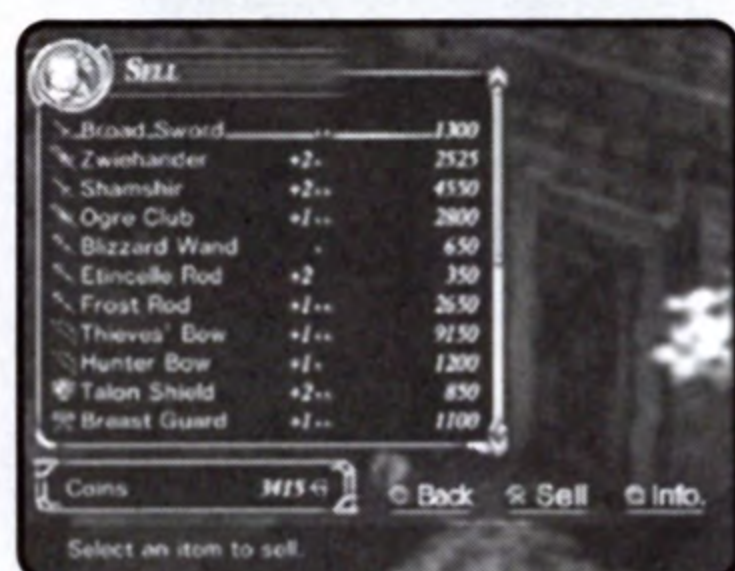 SELL
Broad Sword 1300
Zwiehander +2 2525
Shamshir +2 4550
Ogre Club +1 2800
Blizzard Wand 650
Etincelle Rod +2 350
Frost Rod +1 2650
Thieves' Bow +1 9150
Hunter Bow +1 1200
Talon Shield +2 850
Breast Guard +1 1100
Coins 3415 G
Back Sell Info.
Select an item to sell.